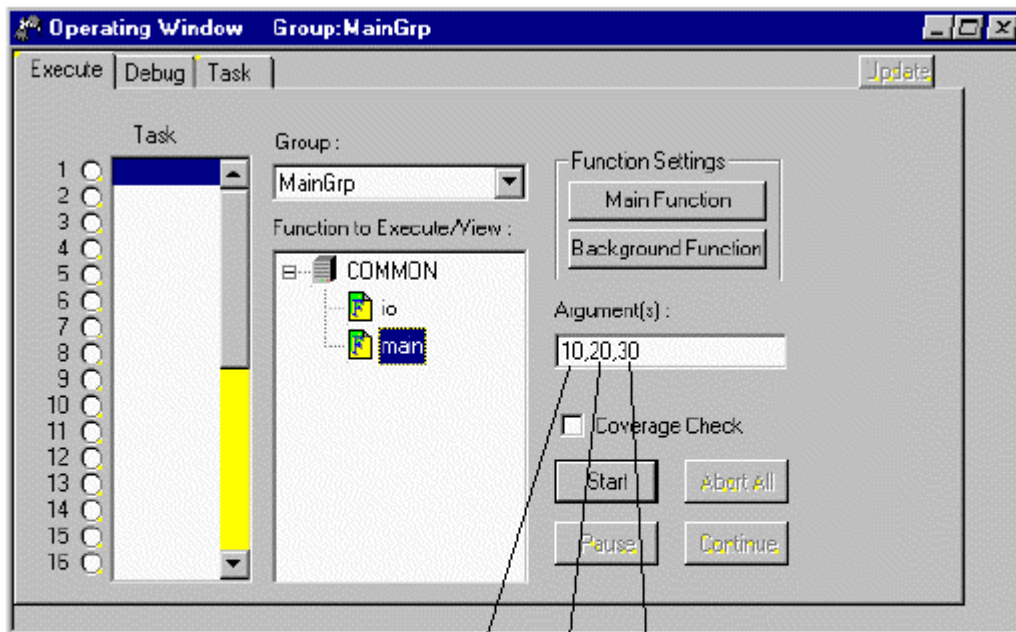 Operating Window Group:MainGrp
Execute Debug Task
Update
Task
1
2
3
4
5
6
7
8
9
10
11
12
13
14
15
16
Group :
MainGrp
Function to Execute/View :
COMMON
io
main
Function Settings
Main Function
Background Function
Argument(s) :
10,20,30
Coverage Check
Start Abort All
Pause Continue